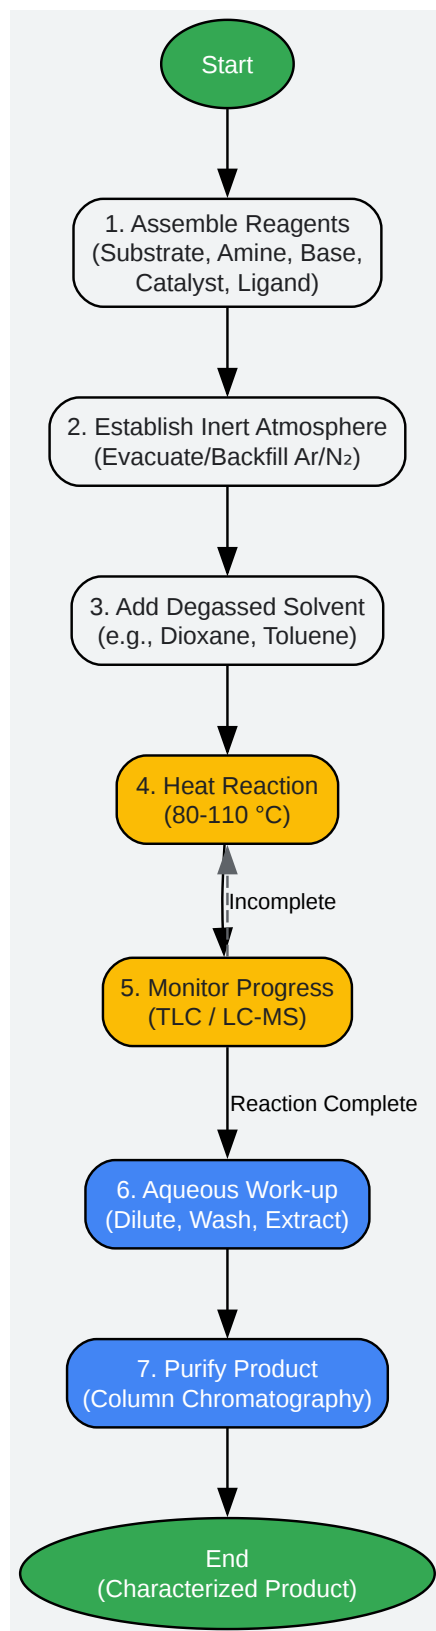 Start
1. Assemble Reagents
(Substrate, Amine, Base,
Catalyst, Ligand)
2. Establish Inert Atmosphere
(Evacuate/Backfill Ar/N₂)
3. Add Degassed Solvent
(e.g., Dioxane, Toluene)
4. Heat Reaction
(80-110 °C)
Incomplete
5. Monitor Progress
(TLC / LC-MS)
Reaction Complete
6. Aqueous Work-up
(Dilute, Wash, Extract)
7. Purify Product
(Column Chromatography)
End
(Characterized Product)